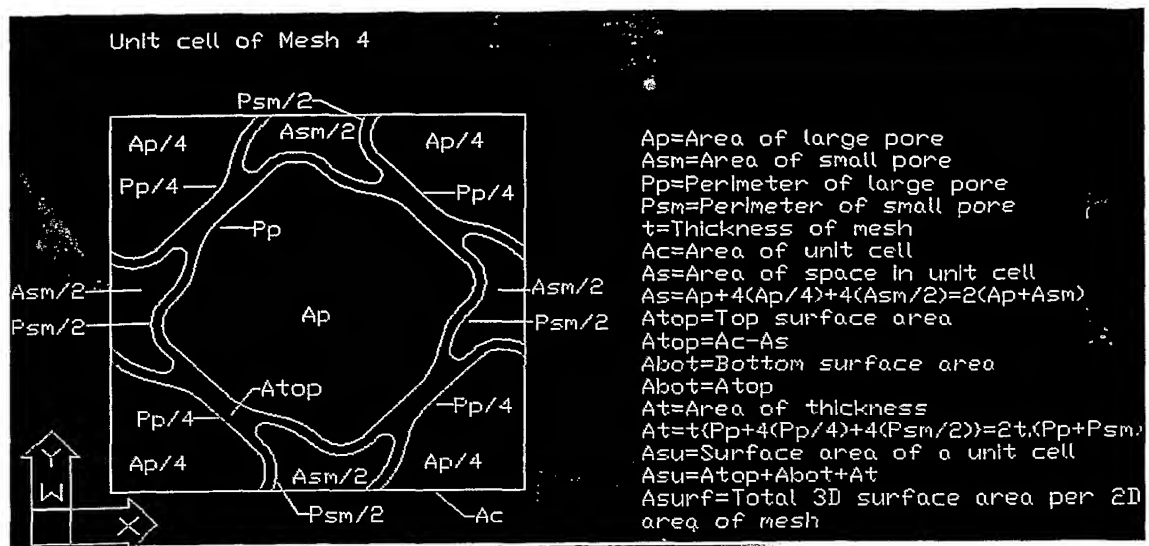 Unit cell of Mesh 4
Psm/2
Ap/4
Asm/2
Ap/4
Pp/4
Pp/4
Pp
Asm/2
Asm/2
Psm/2
Ap
Psm/2
Atop
Pp/4
Pp/4
Ap/4
Asm/2
Ap/4
Psm/2
Ac
Y
W
X
Ap=Area of large pore
Asm=Area of small pore
Pp=Perimeter of large pore
Psm=Perimeter of small pore
t=Thickness of mesh
Ac=Area of unit cell
As=Area of space in unit cell
As=Ap+4(Ap/4)+4(Asm/2)=2(Ap+Asm)
Atop=Top surface area
Atop=Ac-As
Abot=Bottom surface area
Abot=Atop
At=Area of thickness
At=t{Pp+4(Pp/4)+4(Psm/2)}=2t.(Pp+Psm)
Asu=Surface area of a unit cell
Asu=Atop+Abot+At
Asurf=Total 3D surface area per 2D
area of mesh